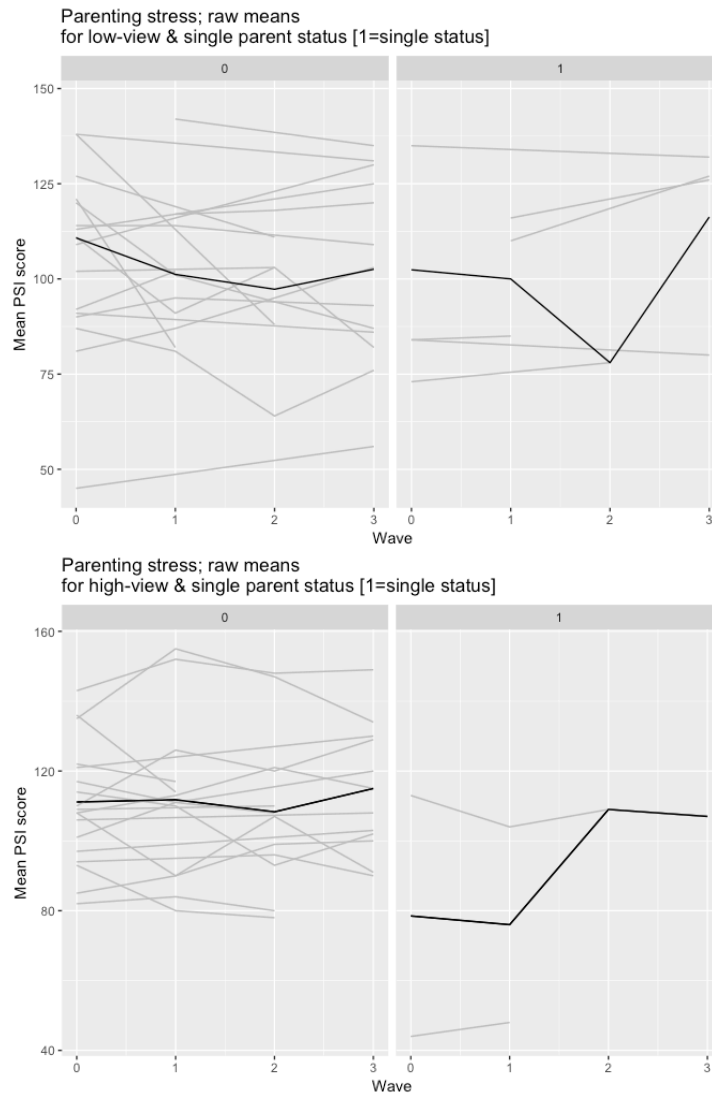 Parenting stress; raw means
for low-view & single parent status [1=single status]
0 1
150
125
100
75
50
Mean PSI score
0 1 2 3 0 1 2 3
Wave
Parenting stress; raw means
for high-view & single parent status [1=single status]
0 1
160
120
80
40
Mean PSI score
0 1 2 3 0 1 2 3
Wave